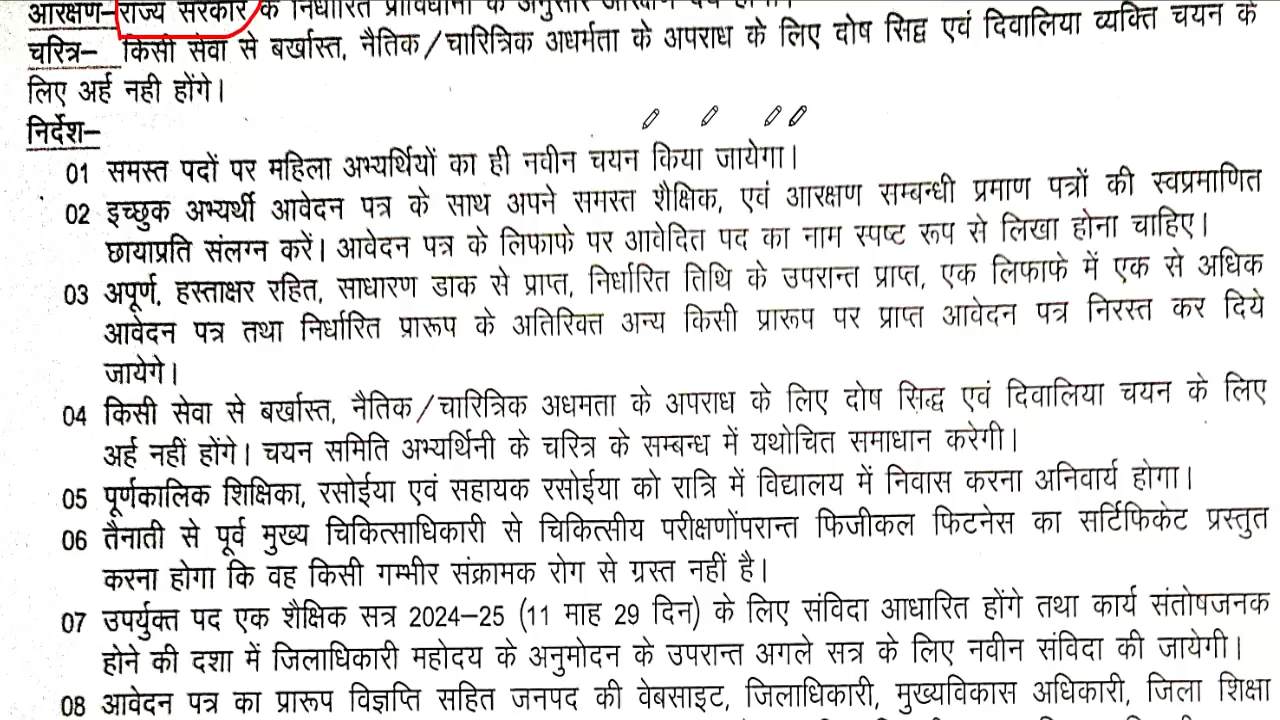 आरक्षण– राज्य सरकार के निर्धारित प्राविधानों के अनुसार आरक्षण देय होगा।
चरित्र– किसी सेवा से बर्खास्त, नैतिक/चारित्रिक अधर्मता के अपराध के लिए दोष सिद्व एवं दिवालिया व्यक्ति चयन के
लिए अर्ह नही होंगे।
निर्देश–
01 समस्त पदों पर महिला अभ्यर्थियों का ही नवीन चयन किया जायेगा।
02 इच्छुक अभ्यर्थी आवेदन पत्र के साथ अपने समस्त शैक्षिक, एवं आरक्षण सम्बन्धी प्रमाण पत्रों की स्वप्रमाणित
छायाप्रति संलग्न करें। आवेदन पत्र के लिफाफे पर आवेदित पद का नाम स्पष्ट रूप से लिखा होना चाहिए।
03 अपूर्ण, हस्ताक्षर रहित, साधारण डाक से प्राप्त, निर्धारित तिथि के उपरान्त प्राप्त, एक लिफाफे में एक से अधिक
आवेदन पत्र तथा निर्धारित प्रारूप के अतिरिक्त अन्य किसी प्रारूप पर प्राप्त आवेदन पत्र निरस्त कर दिये
जायेगे।
04 किसी सेवा से बर्खास्त, नैतिक/चारित्रिक अधमता के अपराध के लिए दोष सिद्ध एवं दिवालिया चयन के लिए
अर्ह नहीं होंगे। चयन समिति अभ्यर्थिनी के चरित्र के सम्बन्ध में यथोचित समाधान करेगी।
05 पूर्णकालिक शिक्षिका, रसोईया एवं सहायक रसोईया को रात्रि में विद्यालय में निवास करना अनिवार्य होगा।
06 तैनाती से पूर्व मुख्य चिकित्साधिकारी से चिकित्सीय परीक्षणोंपरान्त फिजीकल फिटनेस का सर्टिफिकेट प्रस्तुत
करना होगा कि वह किसी गम्भीर संक्रामक रोग से ग्रस्त नहीं है।
07 उपर्युक्त पद एक शैक्षिक सत्र 2024–25 (11 माह 29 दिन) के लिए संविदा आधारित होंगे तथा कार्य संतोषजनक
होने की दशा में जिलाधिकारी महोदय के अनुमोदन के उपरान्त अगले सत्र के लिए नवीन संविदा की जायेगी।
08 आवेदन पत्र का प्रारूप विज्ञप्ति सहित जनपद की वेबसाइट, जिलाधिकारी, मुख्यविकास अधिकारी, जिला शिक्षा